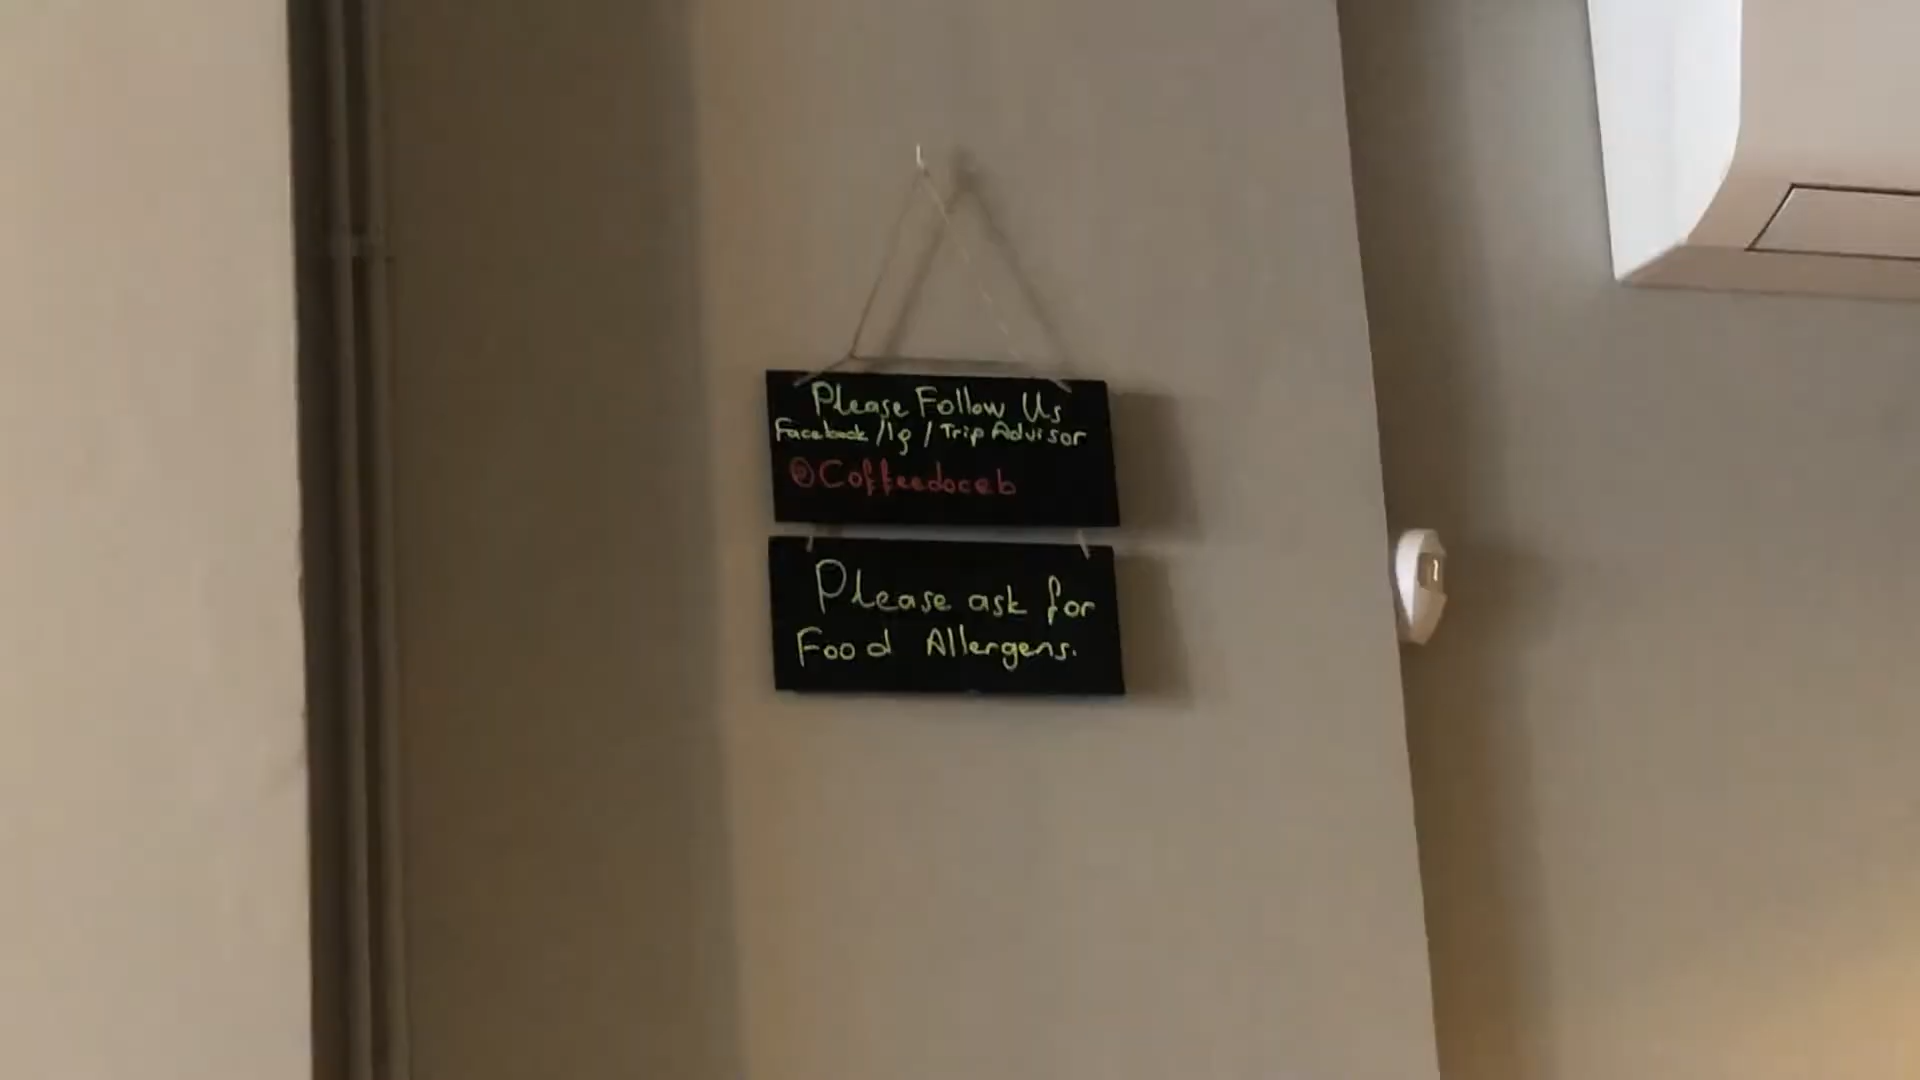 Please Follow Us
Facebook/Ig/Trip Advisor
@Coffeedoceb
Please ask for
Food Allergens.